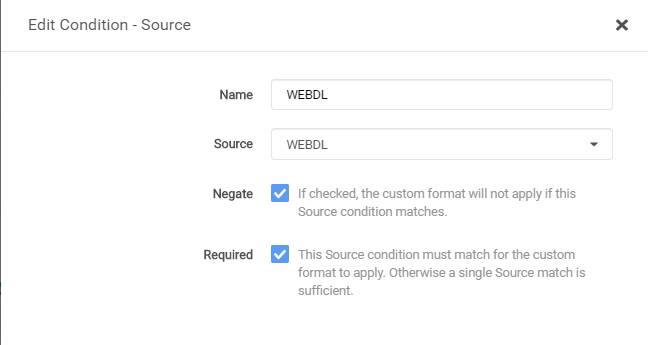 Edit Condition - Source
Name WEBDL
Source WEBDL
Negate If checked, the custom format will not apply if this
Source condition matches.
Required This Source condition must match for the custom
format to apply. Otherwise a single Source match is
sufficient.